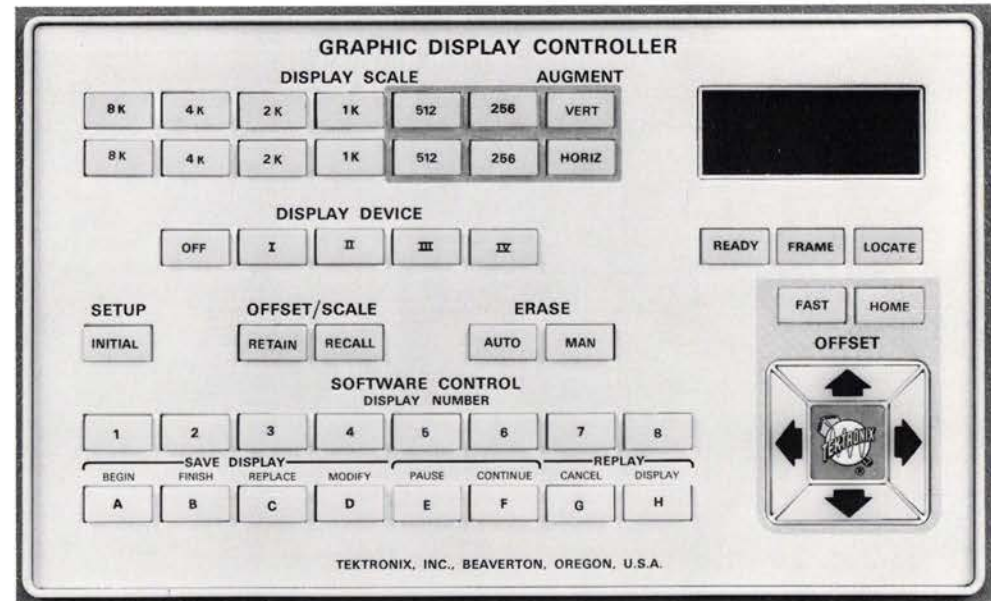 GRAPHIC DISPLAY CONTROLLER
DISPLAY SCALE AUGMENT
8K 4K 2K 1K 512 256 VERT
8K 4K 2K 1K 512 256 HORIZ
DISPLAY DEVICE
OFF I II III IV
READY FRAME LOCATE
FAST HOME
SETUP OFFSET/SCALE ERASE
INITIAL RETAIN RECALL AUTO MAN
OFFSET
TEKTRONIX ®
SOFTWARE CONTROL
DISPLAY NUMBER
1 2 3 4 5 6 7 8
SAVE DISPLAY REPLAY
BEGIN FINISH REPLACE MODIFY PAUSE CONTINUE CANCEL DISPLAY
A B C D E F G H
TEKTRONIX, INC., BEAVERTON, OREGON, U.S.A.